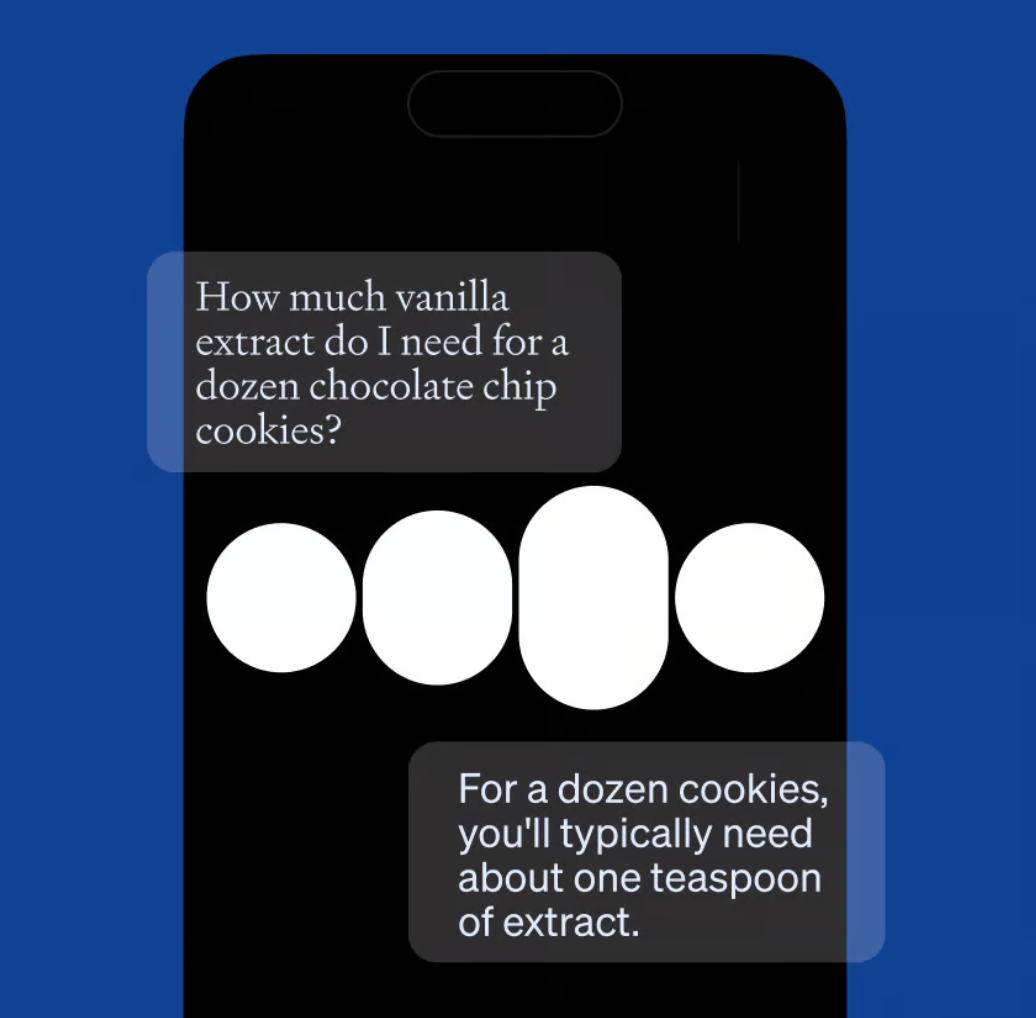 How much vanilla
extract do I need for a
dozen chocolate chip
cookies?
For a dozen cookies,
you'll typically need
about one teaspoon
of extract.